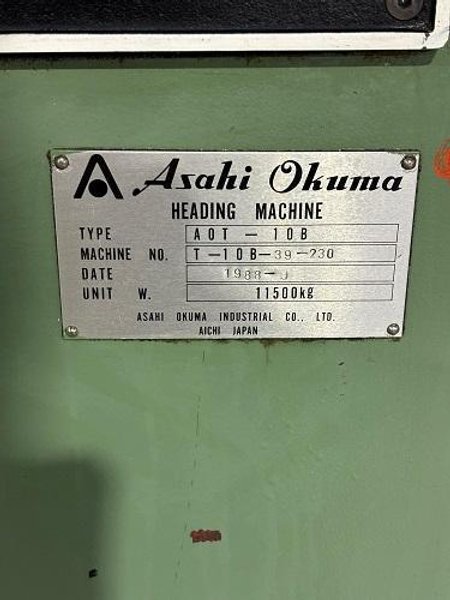 Asahi Okuma
HEADING MACHINE
TYPE AOT-10B
MACHINE NO. T-10B-39-230
DATE 1988-
UNIT W. 11500kg
ASAHI OKUMA INDUSTRIAL CO., LTD.
AICHI JAPAN